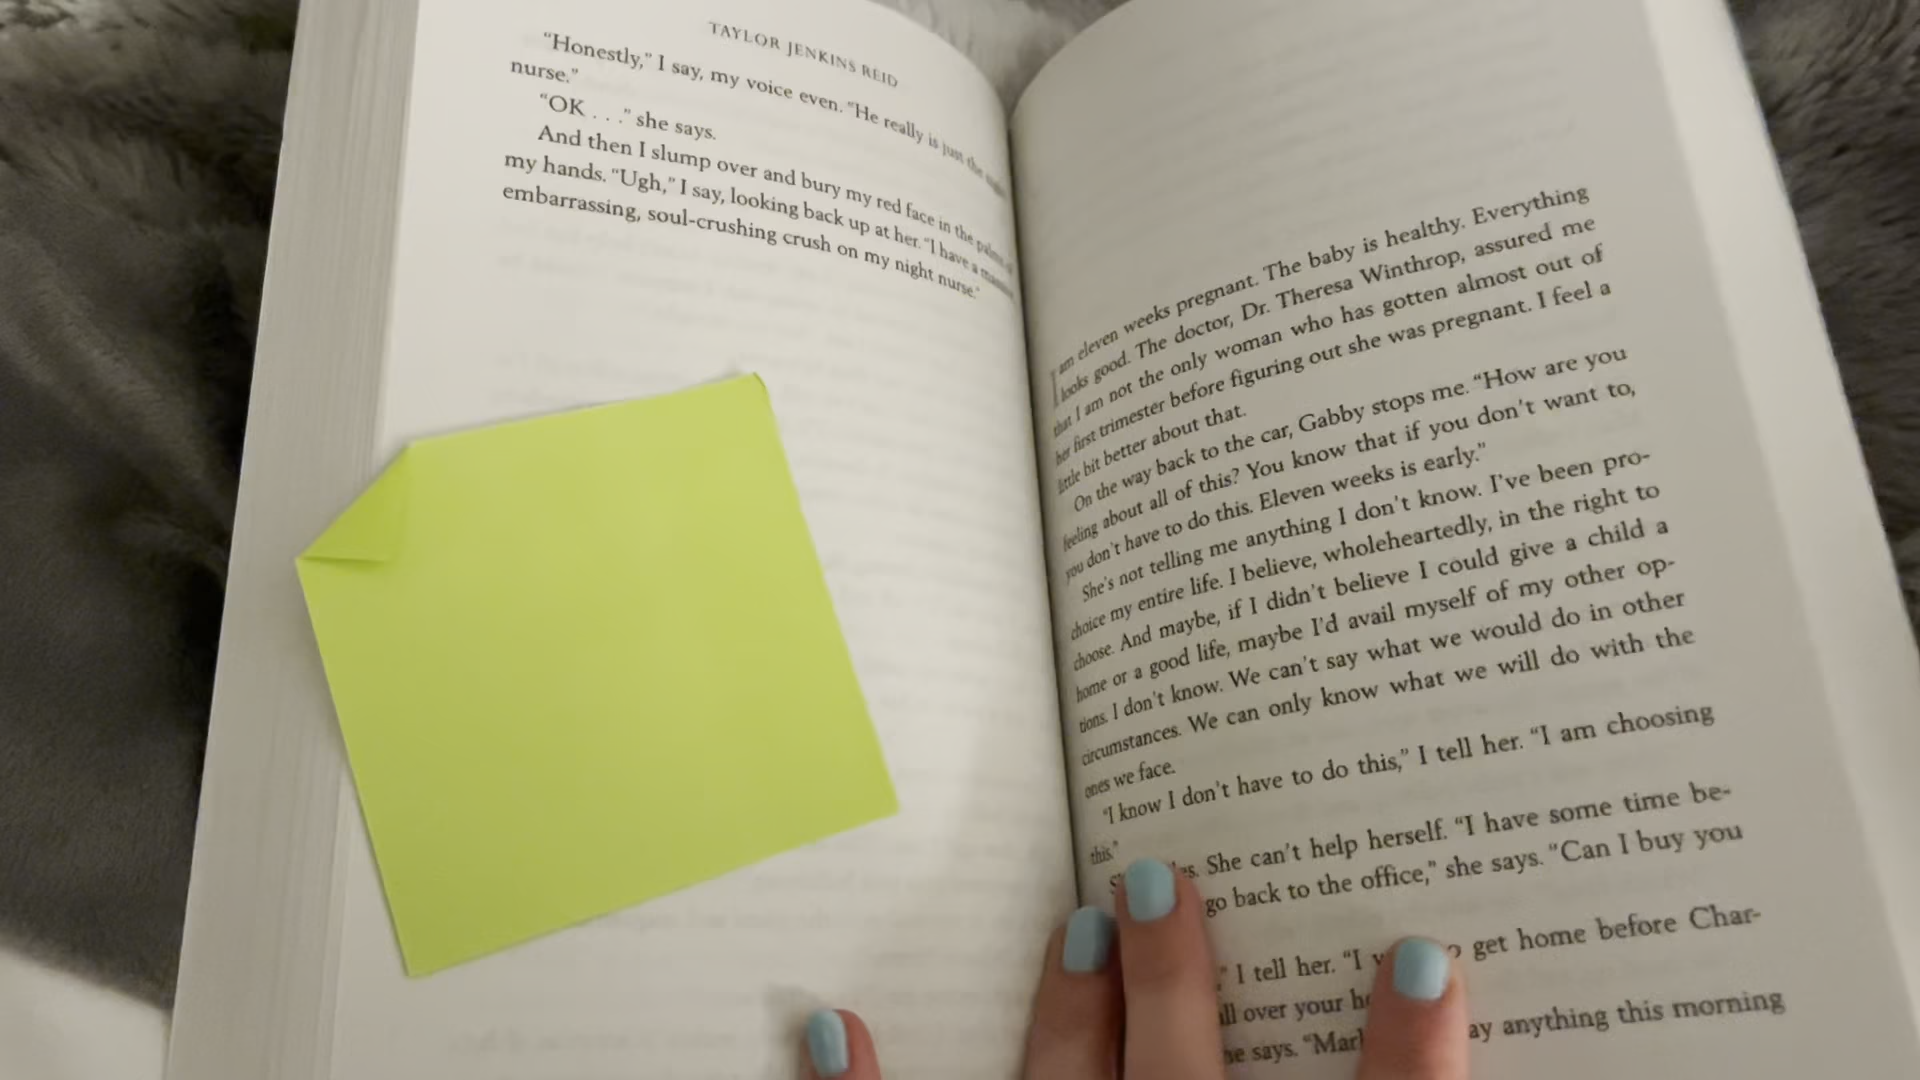 TAYLOR JENKINS REID
“Honestly,” I say, my voice even. “He really is just the
nurse.”
“OK . . .” she says.
And then I slump over and bury my red face in the palms of
my hands. “Ugh,” I say, looking back up at her. “I have a
embarrassing, soul-crushing crush on my night nurse.”
I am eleven weeks pregnant. The baby is healthy. Everything
looks good. The doctor, Dr. Theresa Winthrop, assured me
that I am not the only woman who has gotten almost out of
her first trimester before figuring out she was pregnant. I feel a
little bit better about that.
On the way back to the car, Gabby stops me. “How are you
feeling about all of this? You know that if you don’t want to,
you don’t have to do this. Eleven weeks is early.”
She’s not telling me anything I don’t know. I’ve been pro-
choice my entire life. I believe, wholeheartedly, in the right to
choose. And maybe, if I didn’t believe I could give a child a
home or a good life, maybe I’d avail myself of my other op-
tions. I don’t know. We can’t say what we would do in other
circumstances. We can only know what we will do with the
ones we face.
“I know I don’t have to do this,” I tell her. “I am choosing
this.”
She can’t help herself. “I have some time be-
go back to the office,” she says. “Can I buy you
I tell her. “I get home before Char-
over your
says. “ anything this morning